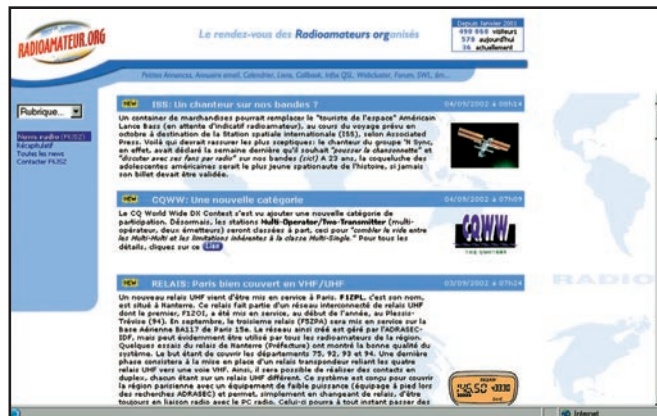 RADIOAMATEUR.ORG
Le rendez-vous des Radioamateurs organisés
Depuis Janvier 2001
490 868 visiteurs
578 aujourd'hui
36 actuellement
Petites Annonces, Annuaire email, Calendrier, Liens, Callbook, Infos QSL, Webcluster, Forum, SWL, &m...
Rubrique...
News radio (F6JSZ)
Récapitulatif
Toutes les news
Contacter F6JSZ
NEW ISS: Un chanteur sur nos bandes ? 04/09/2002 à 08h14
Un container de marchandises pourrait remplacer le "touriste de l'espace" Américain
Lance Bass (en attente d'indicatif radioamateur), au cours du voyage prévu en
octobre à destination de la Station spatiale internationale (ISS), selon Associated
Press. Voilà qui devrait rassurer les plus sceptiques: le chanteur du groupe 'N Sync,
en effet, avait déclaré la semaine dernière qu'il souhait "pousser la chansonnette" et
"discuter avec ses fans par radio" sur nos bandes (sic!) A 23 ans, la coqueluche des
adolescentes américaines serait le plus jeune spationaute de l'histoire, si jamais
son billet devait être validée.
NEW CQWW: Une nouvelle catégorie 04/09/2002 à 07h09
Le CQ World Wide DX Contest s'est vu ajouter une nouvelle catégorie de
participation. Désormais, les stations Multi-Operator/Two-Transmitter (multi-
opérateur, deux émetteurs) seront classées à part, ceci pour "combler le vide entre
les Multi-Multi et les limitations inhérentes à la classe Multi-Single." Pour tous les
détails, cliquez sur ce Lien
CQWW
NEW RELAIS: Paris bien couvert en VHF/UHF 03/09/2002 à 07h24
Un nouveau relais UHF vient d'être mis en service à Paris. F1ZPL, c'est son nom,
est situé à Nanterre. Ce relais fait partie d'un réseau interconnecté de relais UHF
dont le premier, F1ZOI, a été mis en service, au début de l'année, au Plessis-
Trévise (94). En septembre, le troisième relais (F5ZPA) sera mis en service sur la
base Aérienne BA117 de Paris 15e. Le réseau ainsi créé est géré par l'ADRASEC-
IDF, mais peut évidemment être utilisé par tous les radioamateurs de la région.
Quelques essais du relais de Nanterre (Préfecture) ont montré la bonne qualité du
système. Le but étant de couvrir les départements 75, 92, 93 et 94. Une dernière
phase consistera à la mise en place d'un relais transpondeur reliant les quatre
relais UHF vers une voie VHF. Ainsi, il sera possible de réaliser des contacts en
duplex, chacun étant sur un relais UHF différent. Ce système est conçu pour couvrir
la région parisienne avec un équipement de faible puissance (équipage à pied lors
des recherches ADRASEC) et permet, simplement en changeant de relais, d'être
toujours en liaison radio avec le PC radio. Celui-ci pourra à tout instant passer des
RADIO
Internet